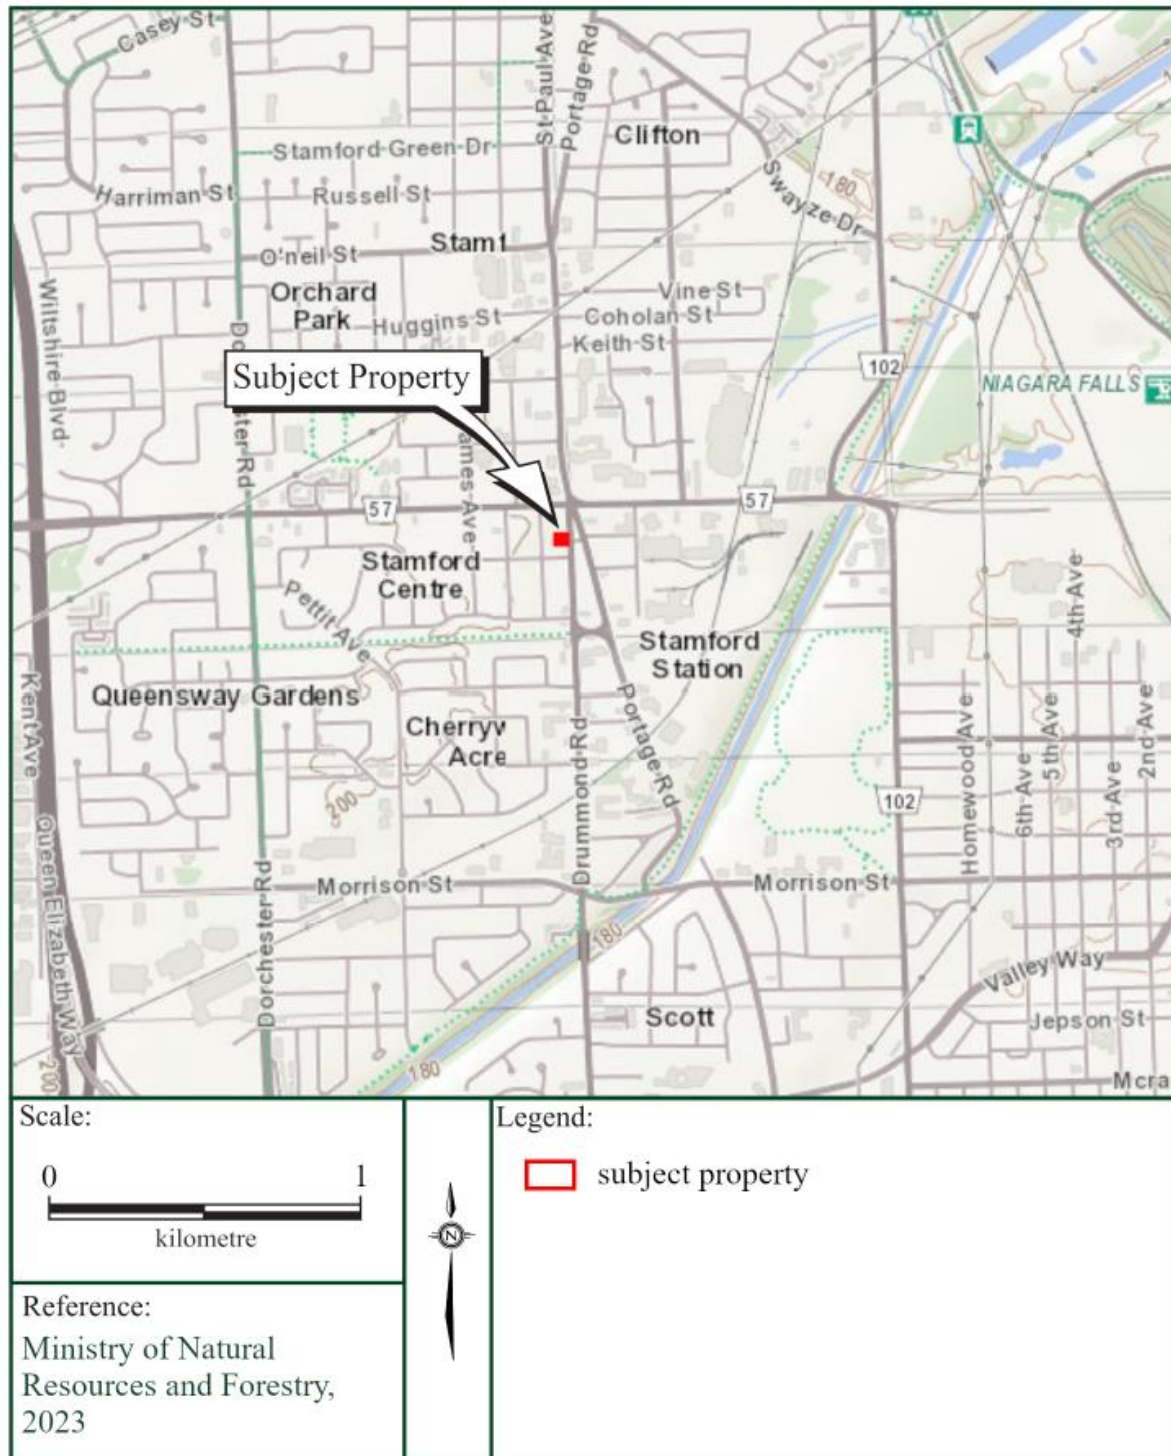 Casey St
St Paul Ave
Portage Rd
Clifton
Stamford Green Dr
Harriman St
Russell St
Swayze Dr
180
O'neil St
Stamf
Orchard
Park
Vine St
Huggins St
Coholan St
Keith St
Wiltshire Blvd
102
NIAGARA FALLS
Subject Property
Do
ster Rd
ames Ave
57
57
Stamford
Centre
Pettit Ave
4th Ave
Stamford
Station
Queensway Gardens
Kent Ave
Cherryw
Acre
Portage Rd
Drummond Rd
200
102
Homewood Ave
6th Ave
5th Ave
3rd Ave
2nd Ave
Queen Elizabeth Way
Dorchester Rd
Morrison St
Morrison St
180
Valley Way
Scott
Jepson St
200
180
Mcra
Scale:
0 1
kilometre
N
Legend:
subject property
Reference:
Ministry of Natural
Resources and Forestry,
2023